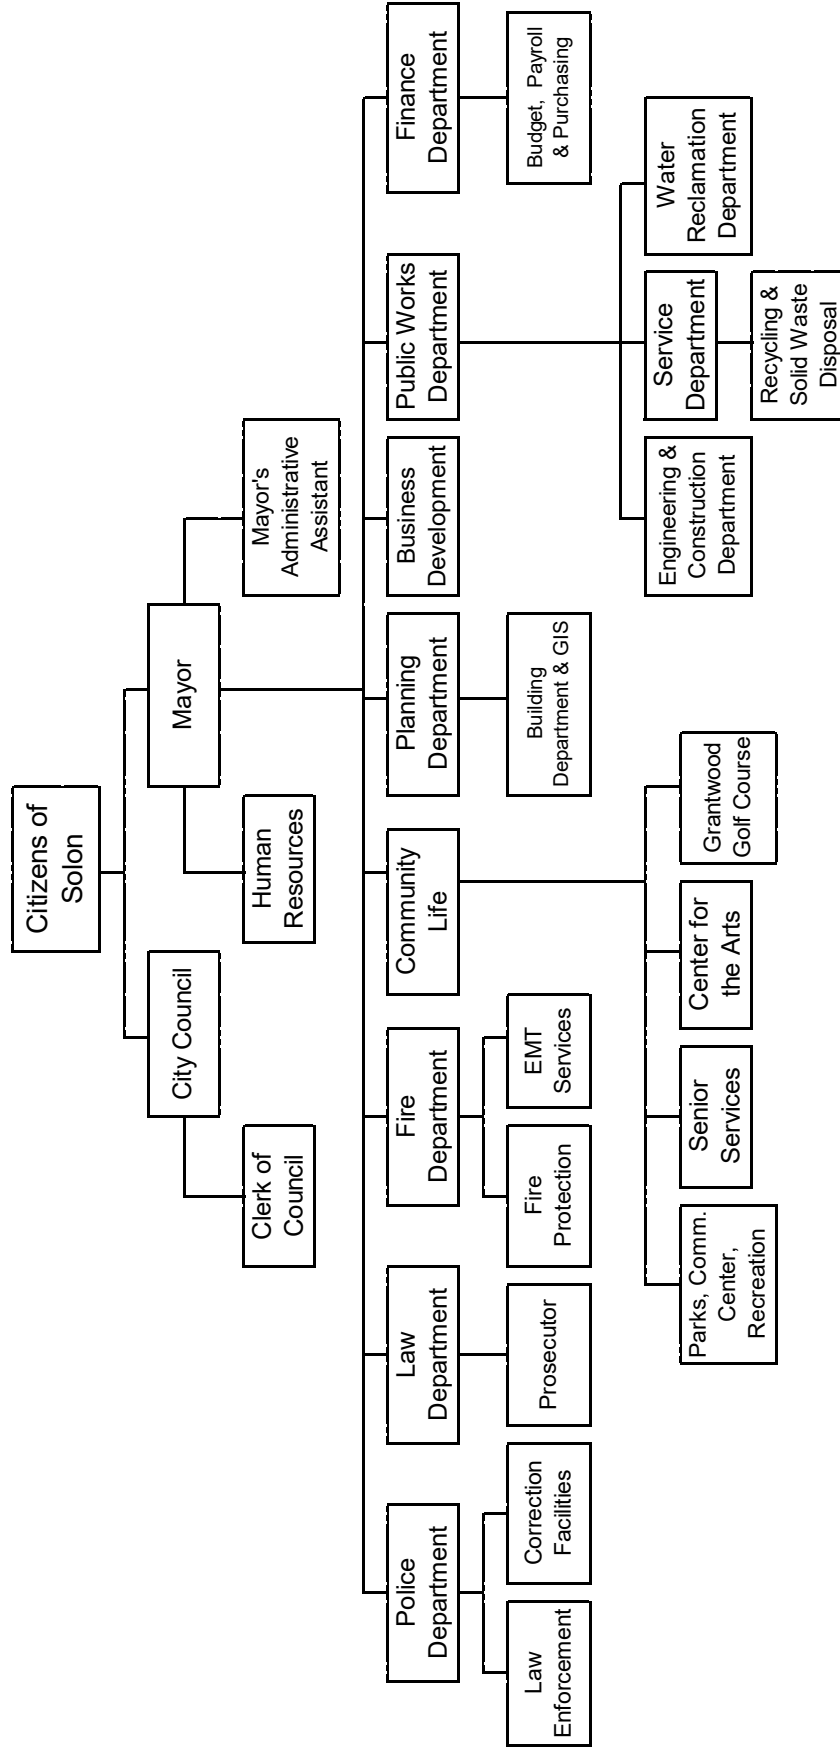 Citizens of
Solon
City Council
Mayor
Clerk of
Council
Human
Resources
Mayor's
Administrative
Assistant
Police
Department
Law
Department
Fire
Department
Community
Life
Planning
Department
Business
Development
Public Works
Department
Finance
Department
Law
Enforcement
Correction
Facilities
Prosecutor
Fire
Protection
EMT
Services
Building
Department & GIS
Budget, Payroll
& Purchasing
Parks, Comm.
Center,
Recreation
Senior
Services
Center for
the Arts
Grantwood
Golf Course
Engineering &
Construction
Department
Service
Department
Water
Reclamation
Department
Recycling &
Solid Waste
Disposal